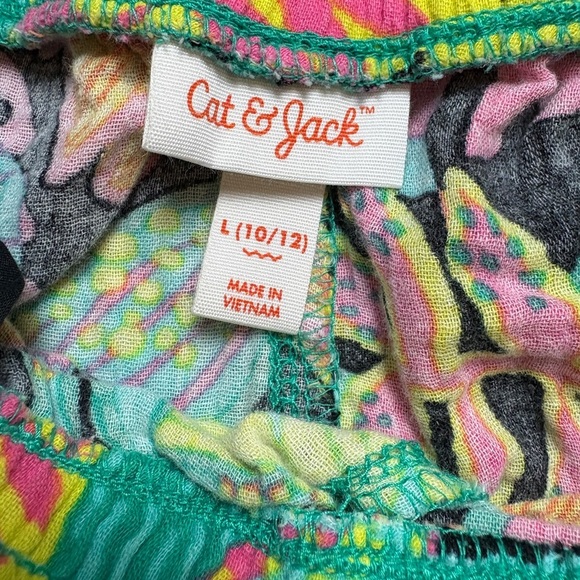 Cat & Jack™
L (10/12)
MADE IN
VIETNAM